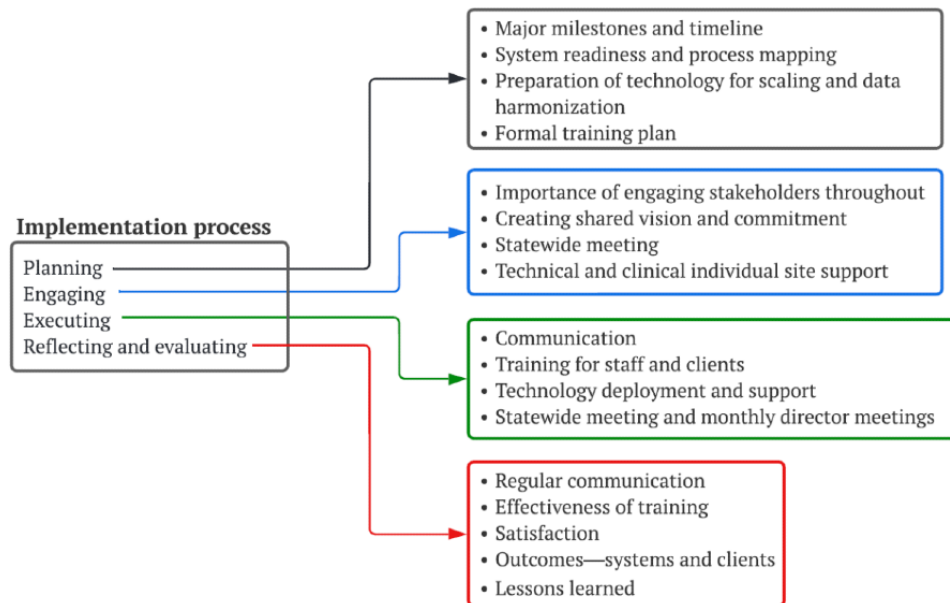 Implementation process
Planning
Engaging
Executing
Reflecting and evaluating
• Major milestones and timeline
• System readiness and process mapping
• Preparation of technology for scaling and data
harmonization
• Formal training plan
• Importance of engaging stakeholders throughout
• Creating shared vision and commitment
• Statewide meeting
• Technical and clinical individual site support
• Communication
• Training for staff and clients
• Technology deployment and support
• Statewide meeting and monthly director meetings
• Regular communication
• Effectiveness of training
• Satisfaction
• Outcomes—systems and clients
• Lessons learned